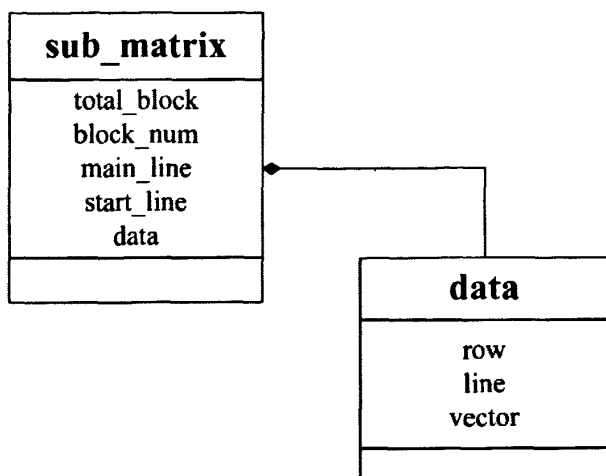 sub_matrix
total_block
block_num
main_line
start_line
data
data
row
line
vector